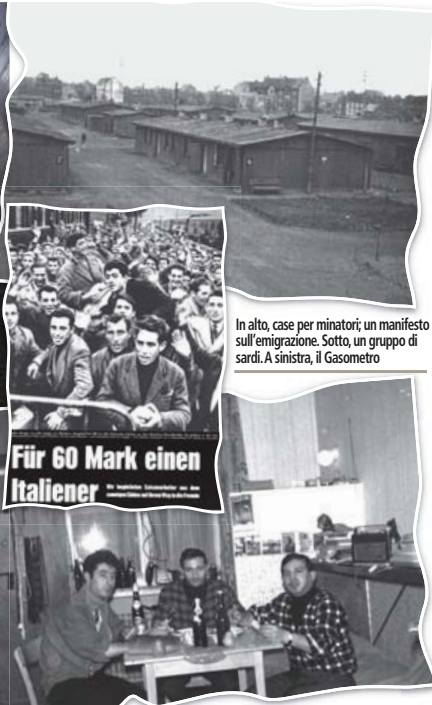 In alto, case per minatori; un manifesto
sull'emigrazione. Sotto, un gruppo di
sardi. A sinistra, il Gasometro
Für 60 Mark einen
Italiener